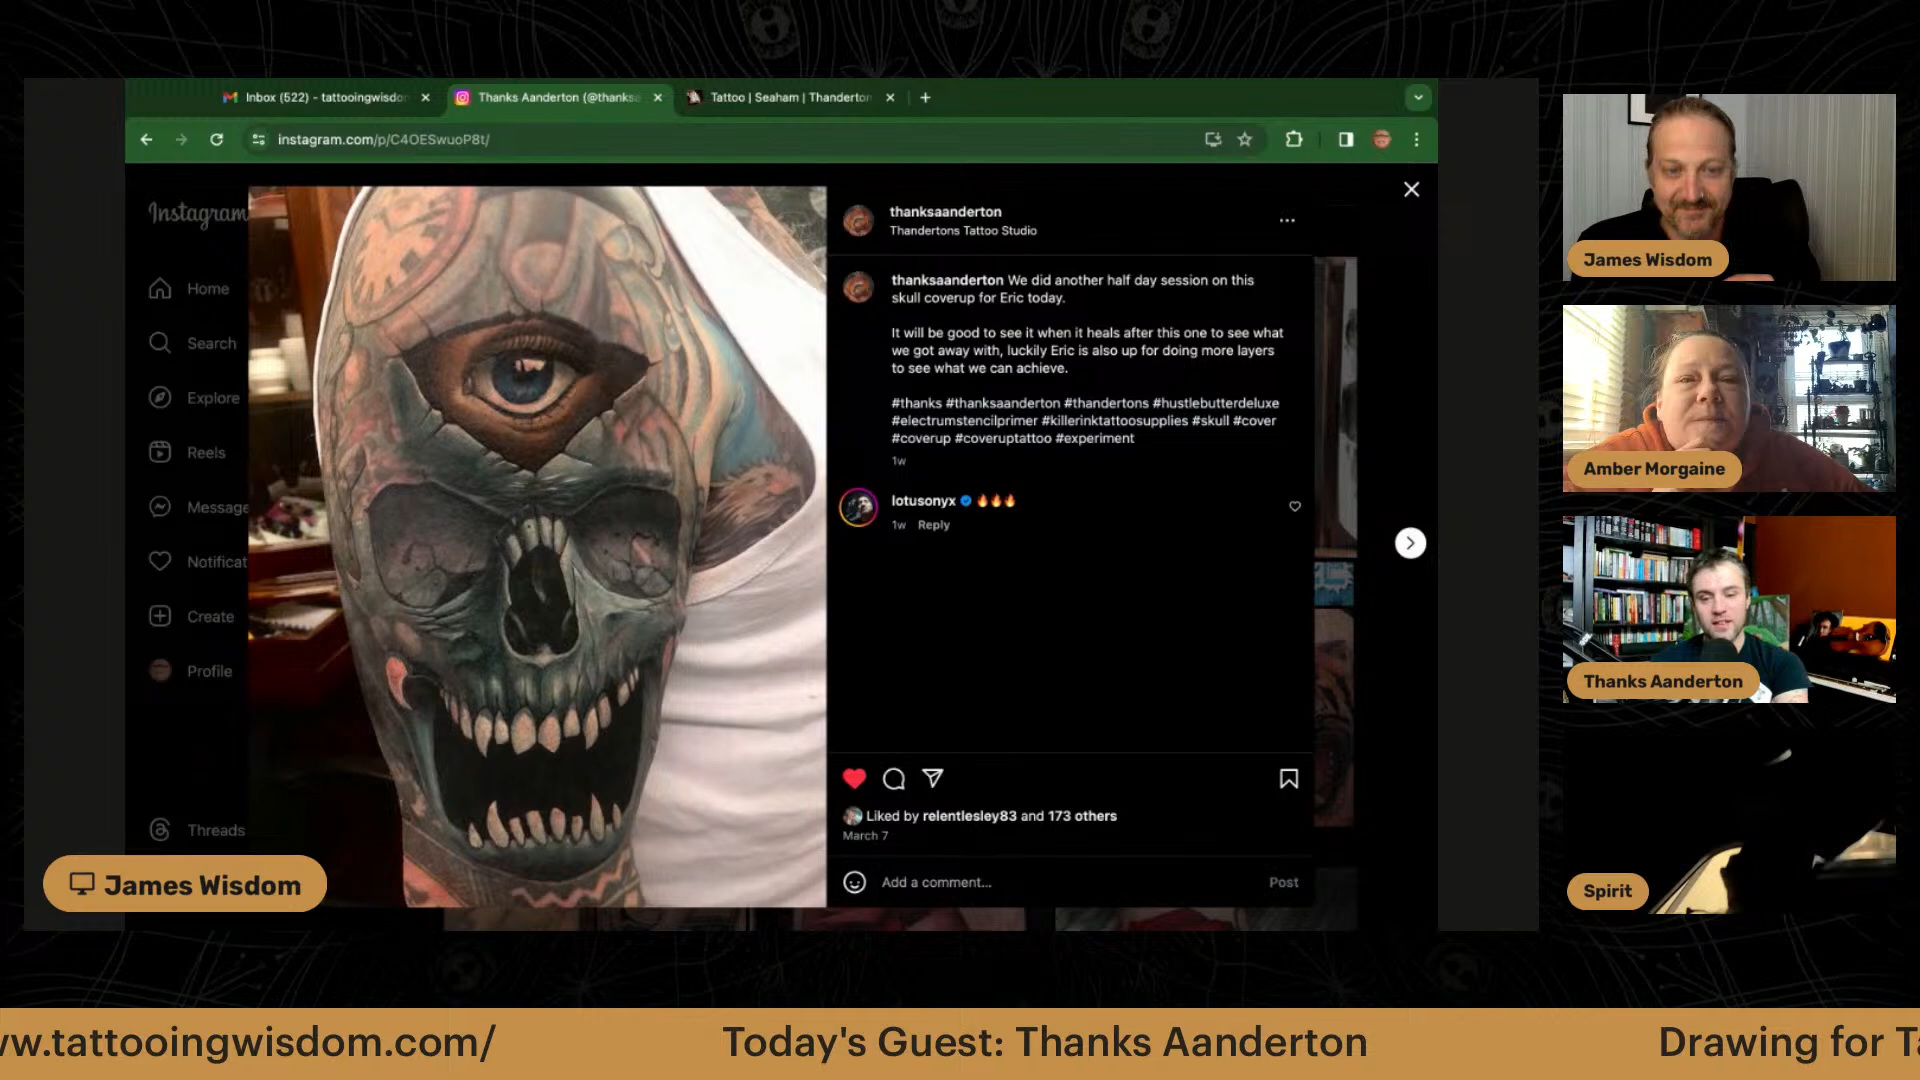 Inbox (522) - tattooingwisdo
Thanks Aanderton (@thanksa
Tattoo | Seaham | Thanderton
instagram.com/p/C4OESwuoP8t/
Instagram
Home
Search
Explore
Reels
Message
Notificat
Create
Profile
Threads
thanksaanderton
Thandertons Tattoo Studio
thanksaanderton We did another half day session on this
skull coverup for Eric today.
It will be good to see it when it heals after this one to see what
we got away with, luckily Eric is also up for doing more layers
to see what we can achieve.
#thanks #thanksaanderton #thandertons #hustlebutterdeluxe
#electrumstencilprimer #killerinktattoosupplies #skull #cover
#coverup #coveruptattoo #experiment
1w
lotusonyx 🔥🔥🔥
1w Reply
Liked by relentlesley83 and 173 others
March 7
Add a comment...
Post
James Wisdom
James Wisdom
Amber Morgaine
Thanks Aanderton
Spirit
ww.tattooingwisdom.com/
Today's Guest: Thanks Aanderton
Drawing for Ta